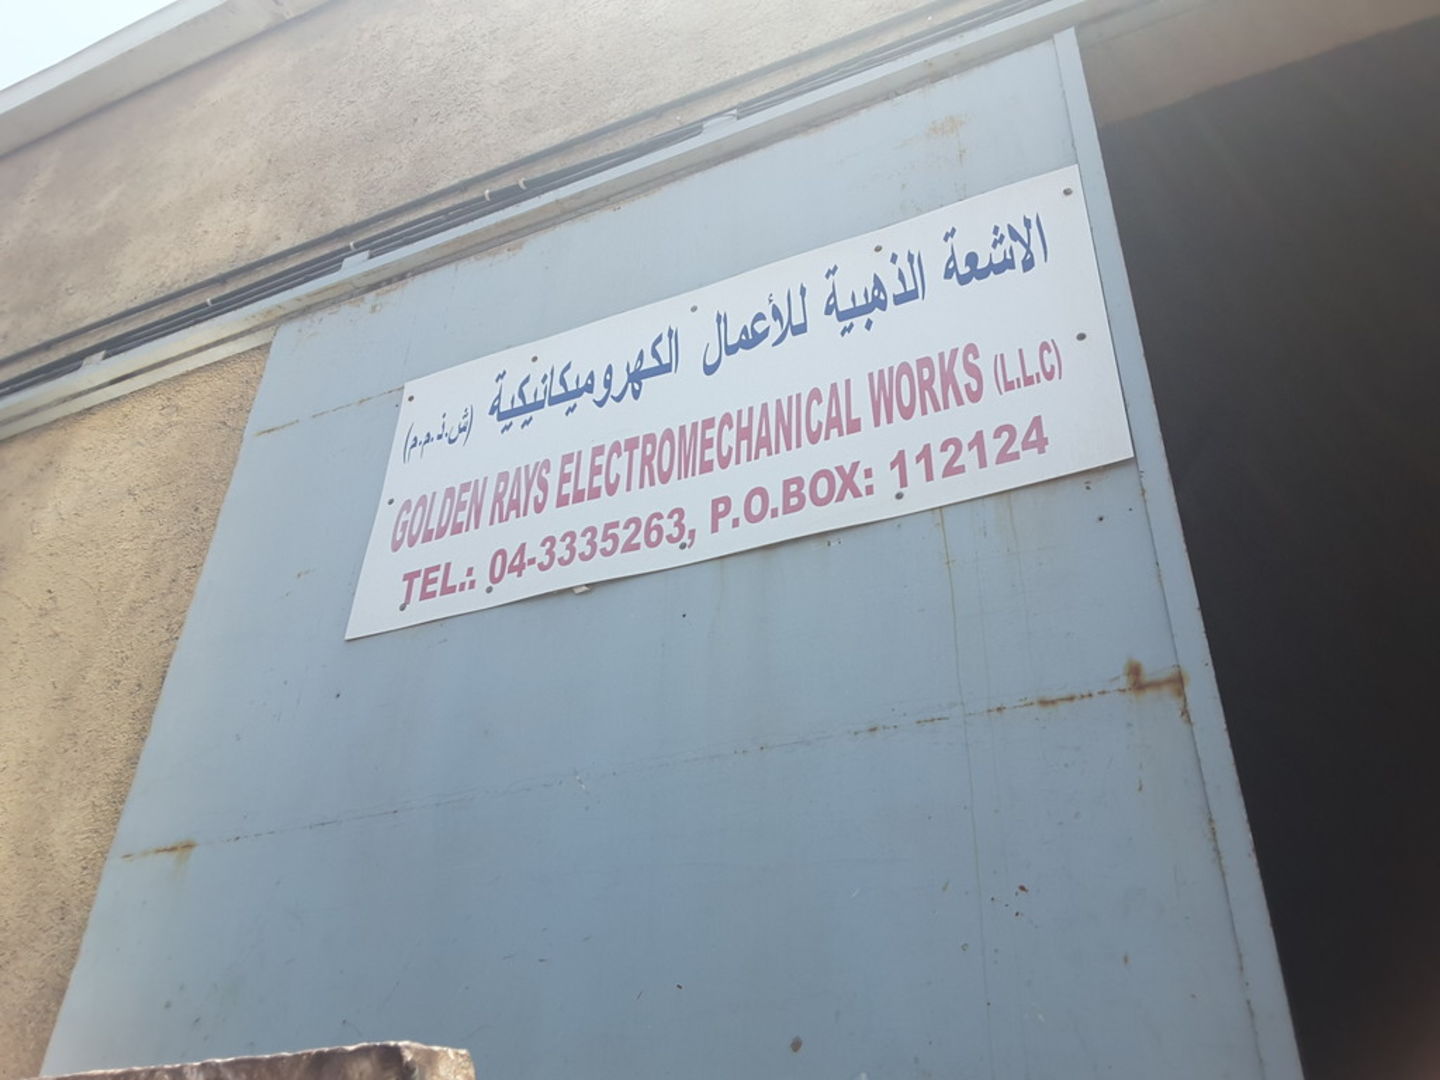 الاشعة الذهبية للأعمال الكهروميكانيكية (ش.ذ.م.م)
GOLDEN RAYS ELECTROMECHANICAL WORKS (L.L.C)
TEL.: 04-3335263, P.O.BOX: 112124